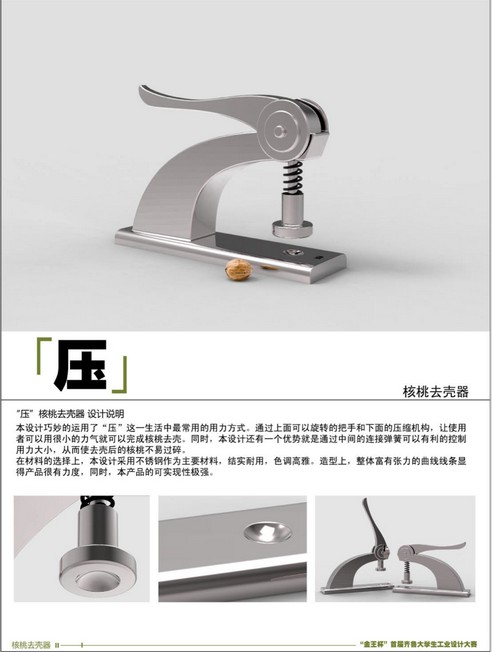 「压」
核桃去壳器
“压”核桃去壳器 设计说明
本设计巧妙的运用了“压”这一生活中最常用的用力方式。通过上面可以旋转的把手和下面的压缩机构，让使用
者可以用很小的力气就可以完成核桃去壳。同时，本设计还有一个优势就是通过中间的连接弹簧可以有利的控制
用力大小，从而使去壳后的核桃不易过碎。
在材料的选择上，本设计采用不锈钢作为主要材料，结实耐用，色调高雅。造型上，整体富有张力的曲线线条显
得产品很有力度，同时，本产品的可实现性极强。
核桃去壳器
“金王杯”首届齐鲁大学生工业设计大赛